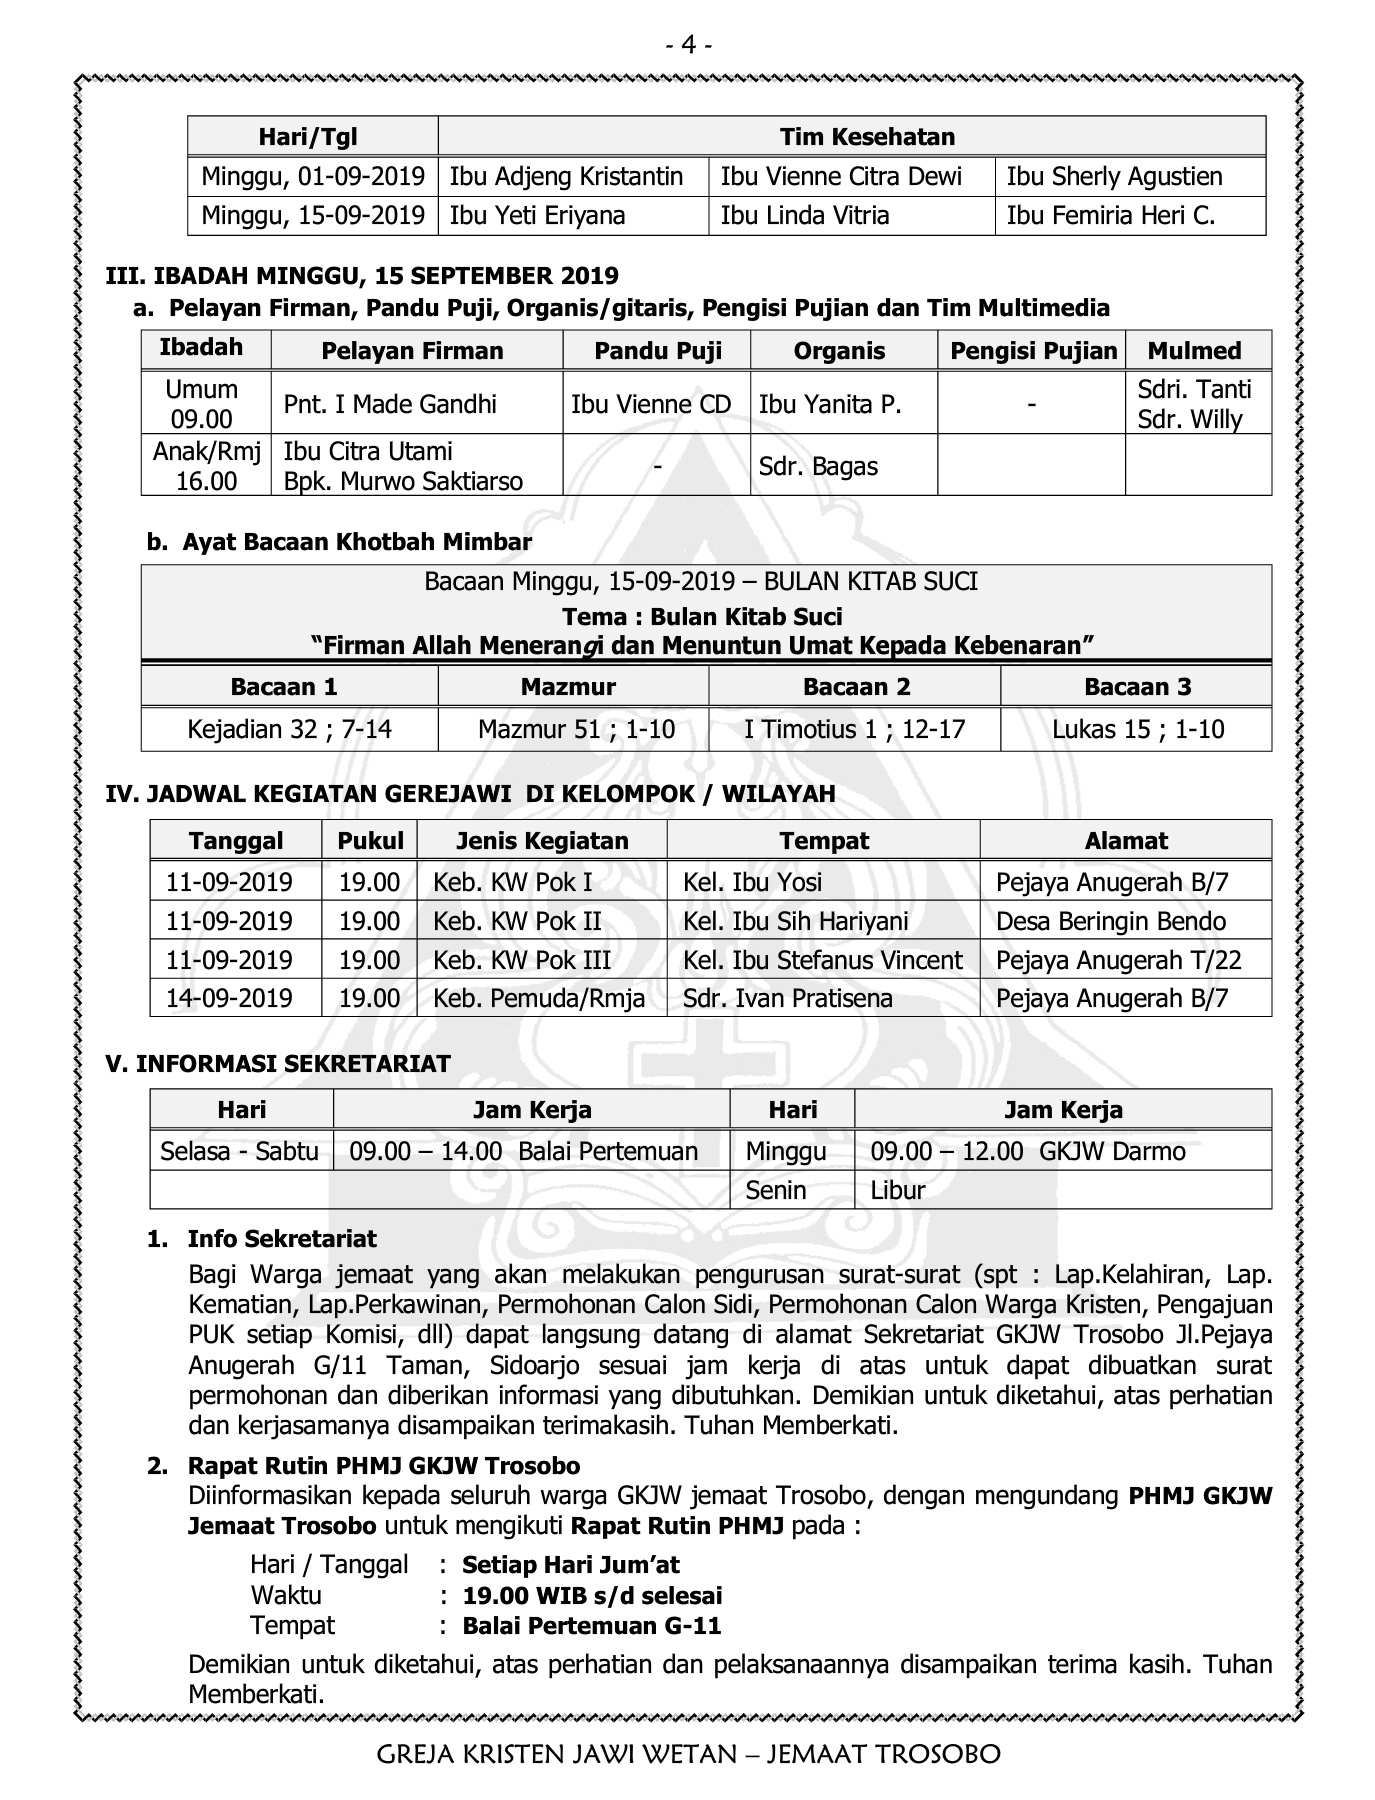 - 4 -
Hari/Tgl Tim Kesehatan
Minggu, 01-09-2019 Ibu Adjeng Kristantin Ibu Vienne Citra Dewi Ibu Sherly Agustien
Minggu, 15-09-2019 Ibu Yeti Eriyana Ibu Linda Vitria Ibu Femiria Heri C.
III. IBADAH MINGGU, 15 SEPTEMBER 2019
a. Pelayan Firman, Pandu Puji, Organis/gitaris, Pengisi Pujian dan Tim Multimedia
Ibadah Pelayan Firman Pandu Puji Organis Pengisi Pujian Mulmed
Umum 09.00 Pnt. I Made Gandhi Ibu Vienne CD Ibu Yanita P. - Sdri. Tanti Sdr. Willy
Anak/Rmj 16.00 Ibu Citra Utami Bpk. Murwo Saktiarso - Sdr. Bagas
b. Ayat Bacaan Khotbah Mimbar
Bacaan Minggu, 15-09-2019 – BULAN KITAB SUCI
Tema : Bulan Kitab Suci
“Firman Allah Menerangi dan Menuntun Umat Kepada Kebenaran”
Bacaan 1 Mazmur Bacaan 2 Bacaan 3
Kejadian 32 ; 7-14 Mazmur 51 ; 1-10 I Timotius 1 ; 12-17 Lukas 15 ; 1-10
IV. JADWAL KEGIATAN GEREJAWI DI KELOMPOK / WILAYAH
Tanggal Pukul Jenis Kegiatan Tempat Alamat
11-09-2019 19.00 Keb. KW Pok I Kel. Ibu Yosi Pejaya Anugerah B/7
11-09-2019 19.00 Keb. KW Pok II Kel. Ibu Sih Hariyani Desa Beringin Bendo
11-09-2019 19.00 Keb. KW Pok III Kel. Ibu Stefanus Vincent Pejaya Anugerah T/22
14-09-2019 19.00 Keb. Pemuda/Rmja Sdr. Ivan Pratisena Pejaya Anugerah B/7
V. INFORMASI SEKRETARIAT
Hari Jam Kerja Hari Jam Kerja
Selasa - Sabtu 09.00 – 14.00 Balai Pertemuan Minggu 09.00 – 12.00 GKJW Darmo
Senin Libur
1. Info Sekretariat
Bagi Warga jemaat yang akan melakukan pengurusan surat-surat (spt : Lap.Kelahiran, Lap.
Kematian, Lap.Perkawinan, Permohonan Calon Sidi, Permohonan Calon Warga Kristen, Pengajuan
PUK setiap Komisi, dll) dapat langsung datang di alamat Sekretariat GKJW Trosobo Jl.Pejaya
Anugerah G/11 Taman, Sidoarjo sesuai jam kerja di atas untuk dapat dibuatkan surat
permohonan dan diberikan informasi yang dibutuhkan. Demikian untuk diketahui, atas perhatian
dan kerjasamanya disampaikan terimakasih. Tuhan Memberkati.
2. Rapat Rutin PHMJ GKJW Trosobo
Diinformasikan kepada seluruh warga GKJW jemaat Trosobo, dengan mengundang PHMJ GKJW
Jemaat Trosobo untuk mengikuti Rapat Rutin PHMJ pada :
Hari / Tanggal : Setiap Hari Jum’at
Waktu : 19.00 WIB s/d selesai
Tempat : Balai Pertemuan G-11
Demikian untuk diketahui, atas perhatian dan pelaksanaannya disampaikan terima kasih. Tuhan
Memberkati.
GREJA KRISTEN JAWI WETAN – JEMAAT TROSOBO